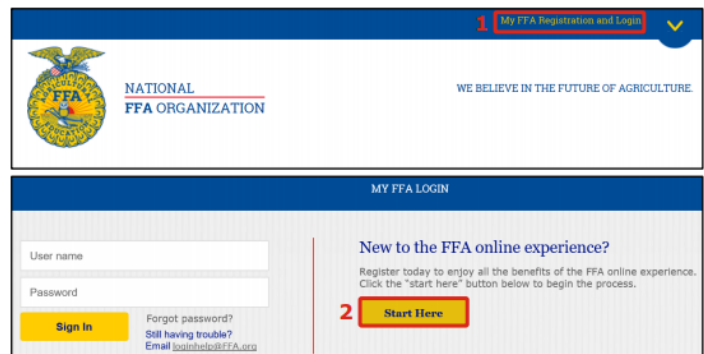 1 My FFA Registration and Login
AGRICULTURAL
FFA
EDUCATION
NATIONAL
FFA ORGANIZATION
WE BELIEVE IN THE FUTURE OF AGRICULTURE.
MY FFA LOGIN
User name
Password
Sign In
Forgot password?
Still having trouble?
Email loginhelp@FFA.org
New to the FFA online experience?
Register today to enjoy all the benefits of the FFA online experience.
Click the "start here" button below to begin the process.
2 Start Here